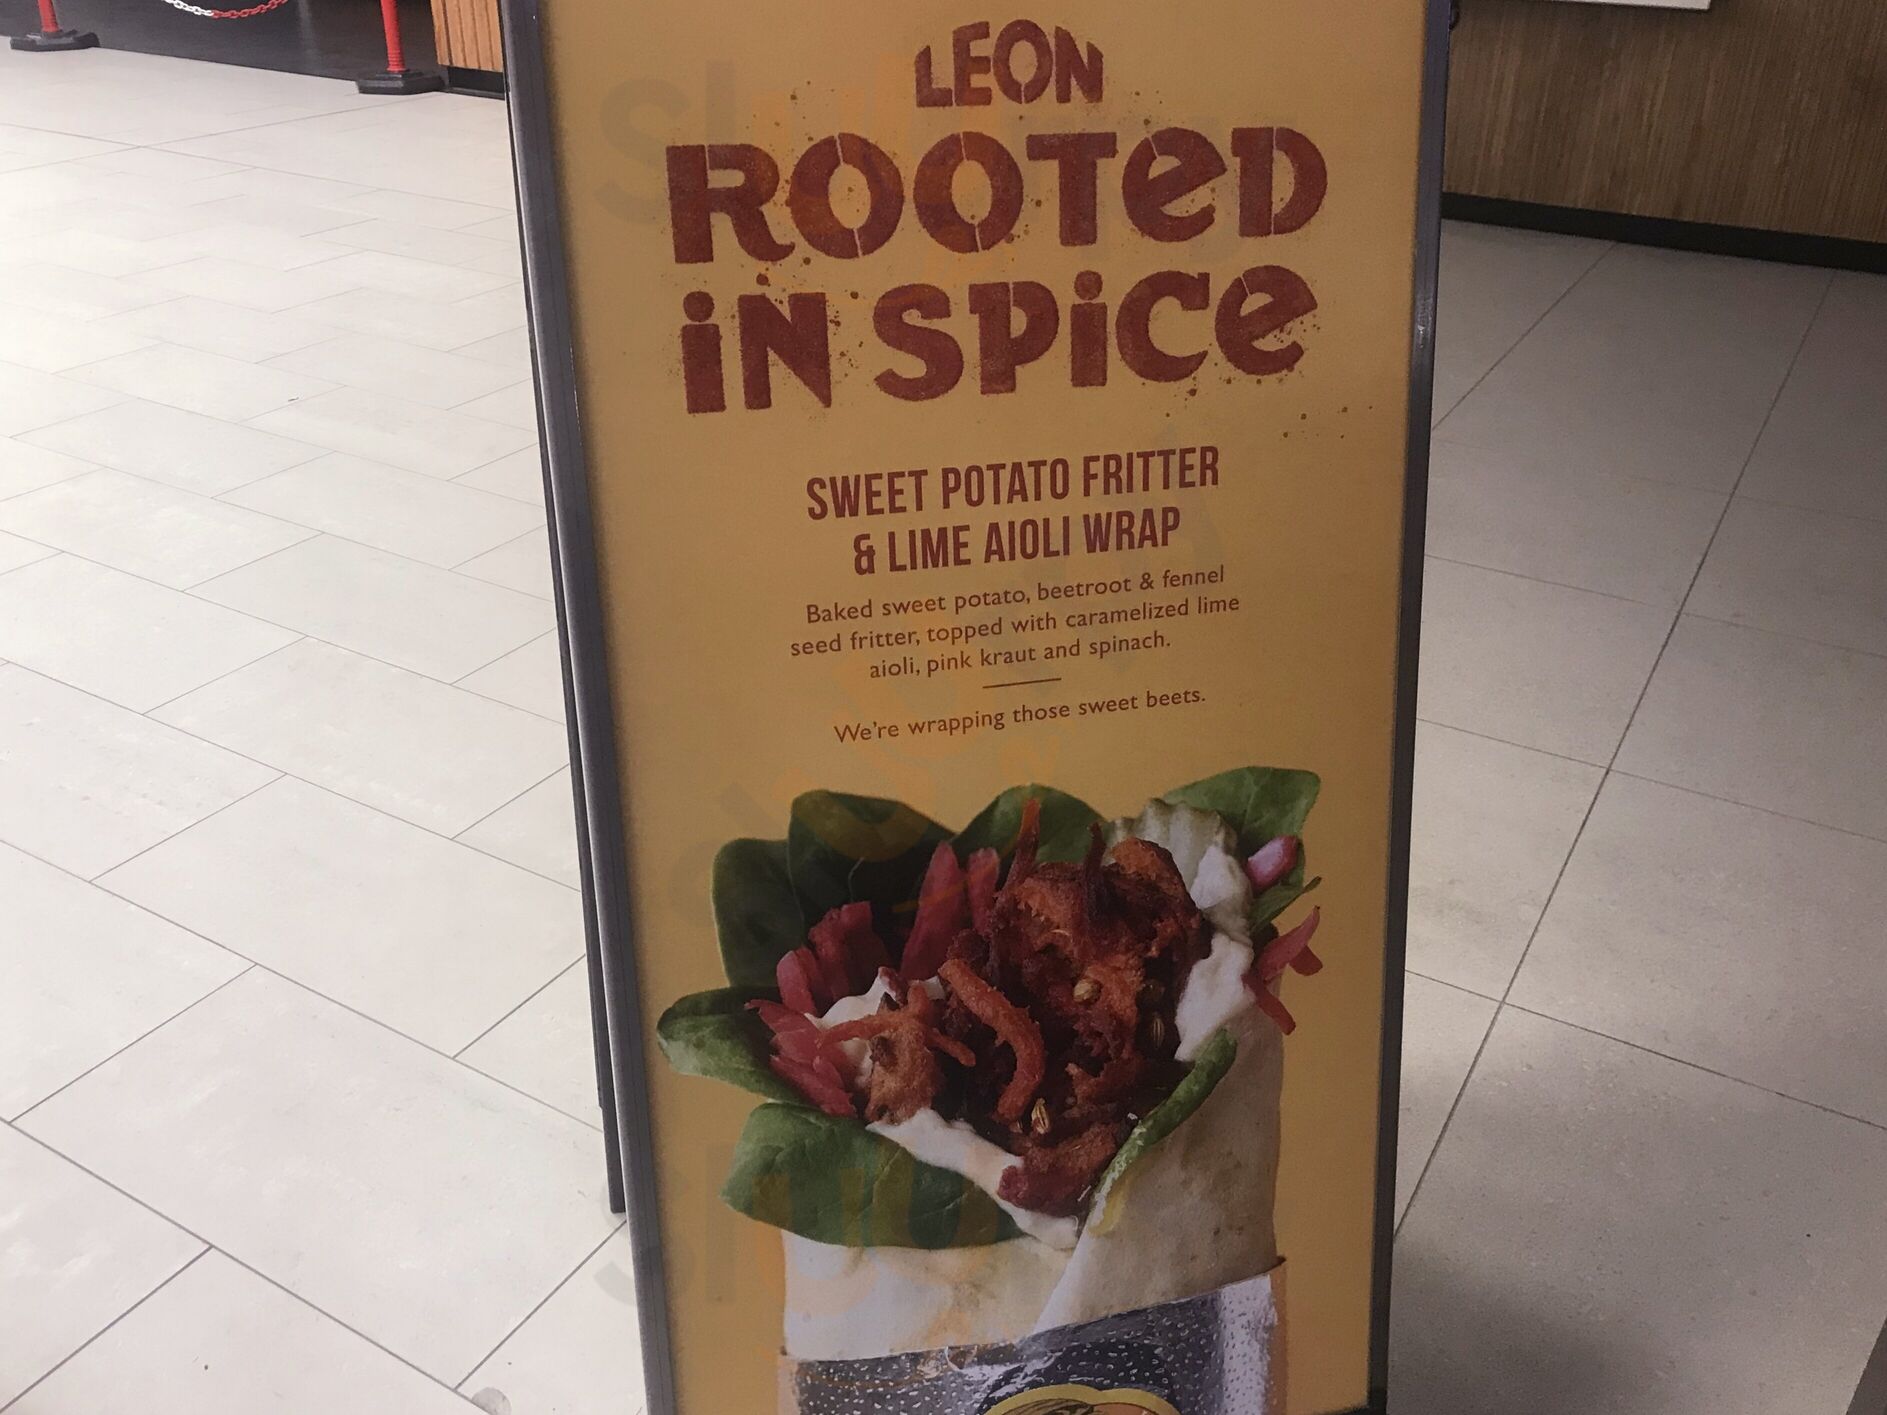 LEON
ROOTeD
iN SPiCe
SWEET POTATO FRITTER
& LIME AIOLI WRAP
Baked sweet potato, beetroot & fennel
seed fritter, topped with caramelized lime
aioli, pink kraut and spinach.
We're wrapping those sweet beets.